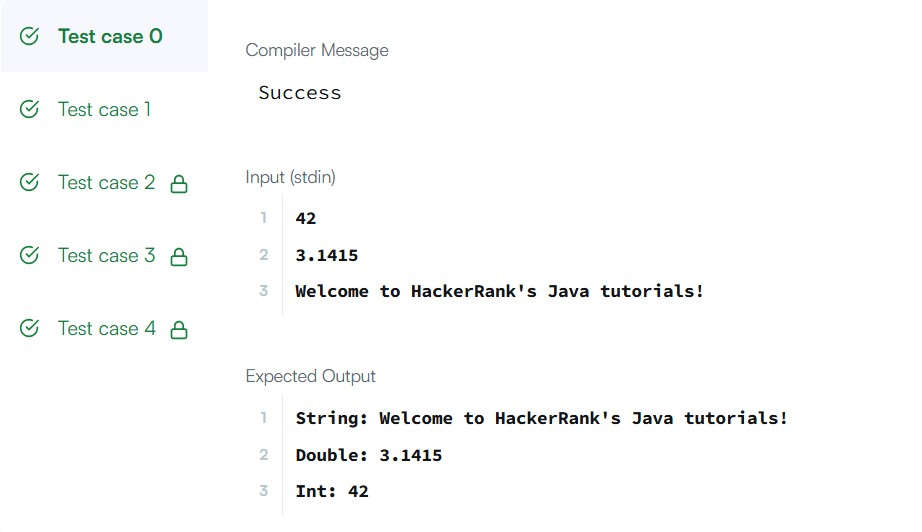 Test case 0
Test case 1
Test case 2
Test case 3
Test case 4
Compiler Message
Success
Input (stdin)
1 42
2 3.1415
3 Welcome to HackerRank's Java tutorials!
Expected Output
1 String: Welcome to HackerRank's Java tutorials!
2 Double: 3.1415
3 Int: 42